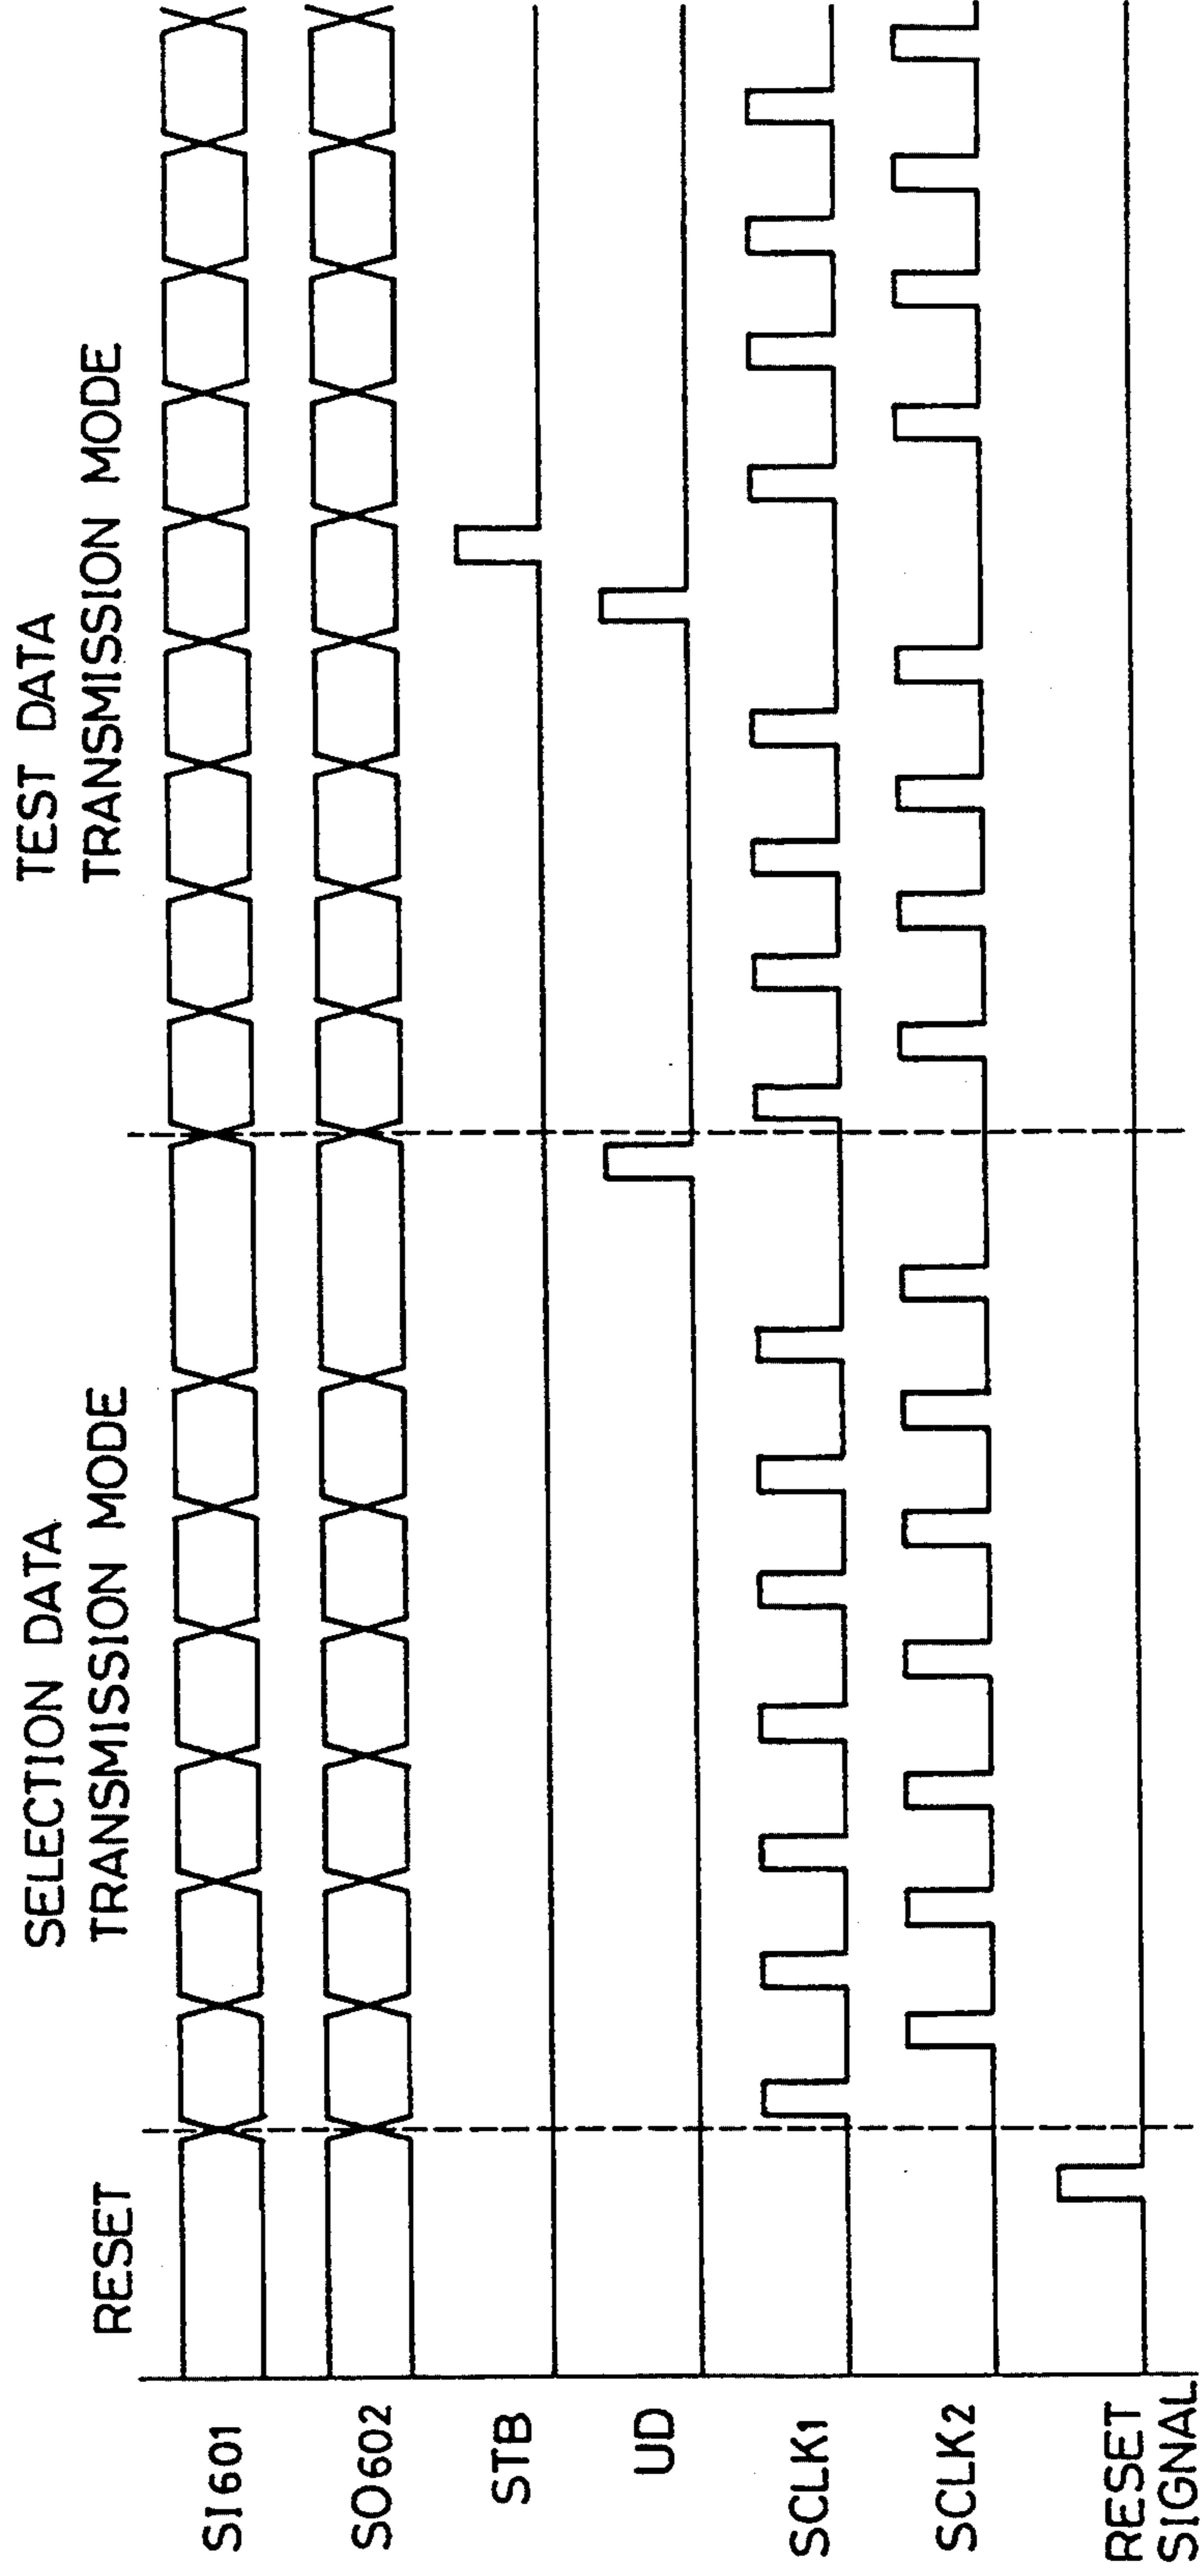 RESET
SELECTION DATA
TRANSMISSION MODE
TEST DATA
TRANSMISSION MODE
SI601
SO602
STB
UD
SCLK1
SCLK2
RESET
SIGNAL